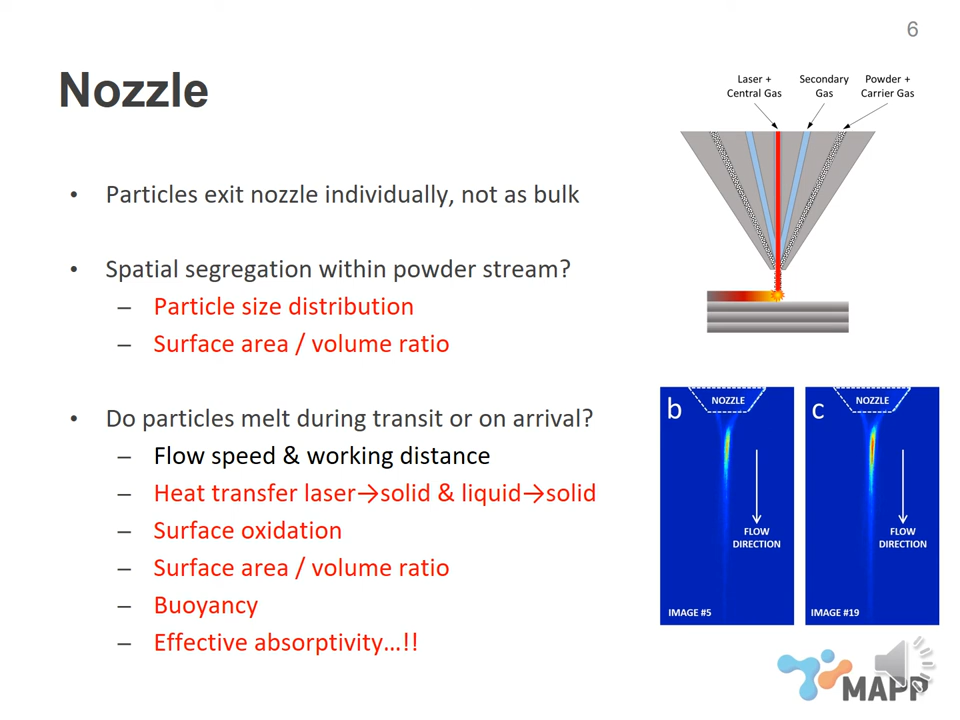 6
Nozzle
Laser +
Central Gas
Secondary
Gas
Powder +
Carrier Gas
• Particles exit nozzle individually, not as bulk
• Spatial segregation within powder stream?
– Particle size distribution
– Surface area / volume ratio
• Do particles melt during transit or on arrival?
– Flow speed & working distance
– Heat transfer laser→solid & liquid→solid
– Surface oxidation
– Surface area / volume ratio
– Buoyancy
– Effective absorptivity…!!
b
NOZZLE
FLOW
DIRECTION
IMAGE #5
c
NOZZLE
FLOW
DIRECTION
IMAGE #19
MAPP